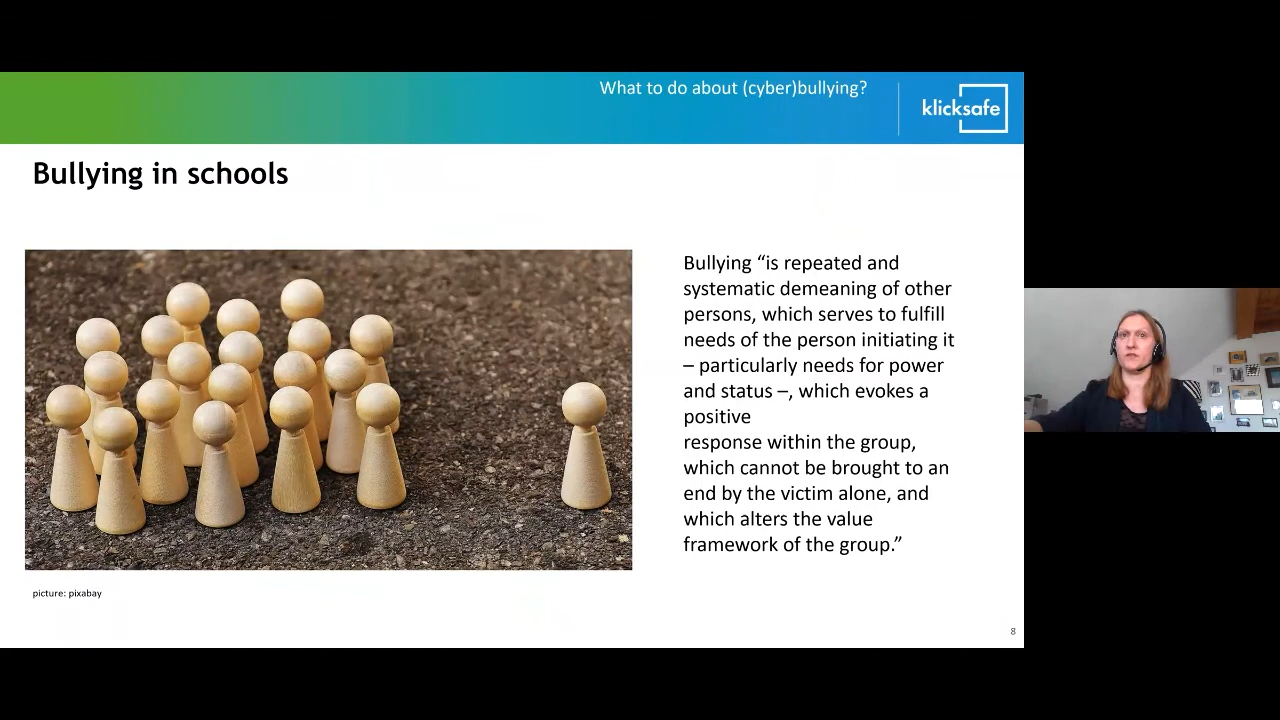 What to do about (cyber)bullying?
klicksafe
Bullying in schools
Bullying “is repeated and
systematic demeaning of other
persons, which serves to fulfill
needs of the person initiating it
– particularly needs for power
and status –, which evokes a
positive
response within the group,
which cannot be brought to an
end by the victim alone, and
which alters the value
framework of the group.”
picture: pixabay
8